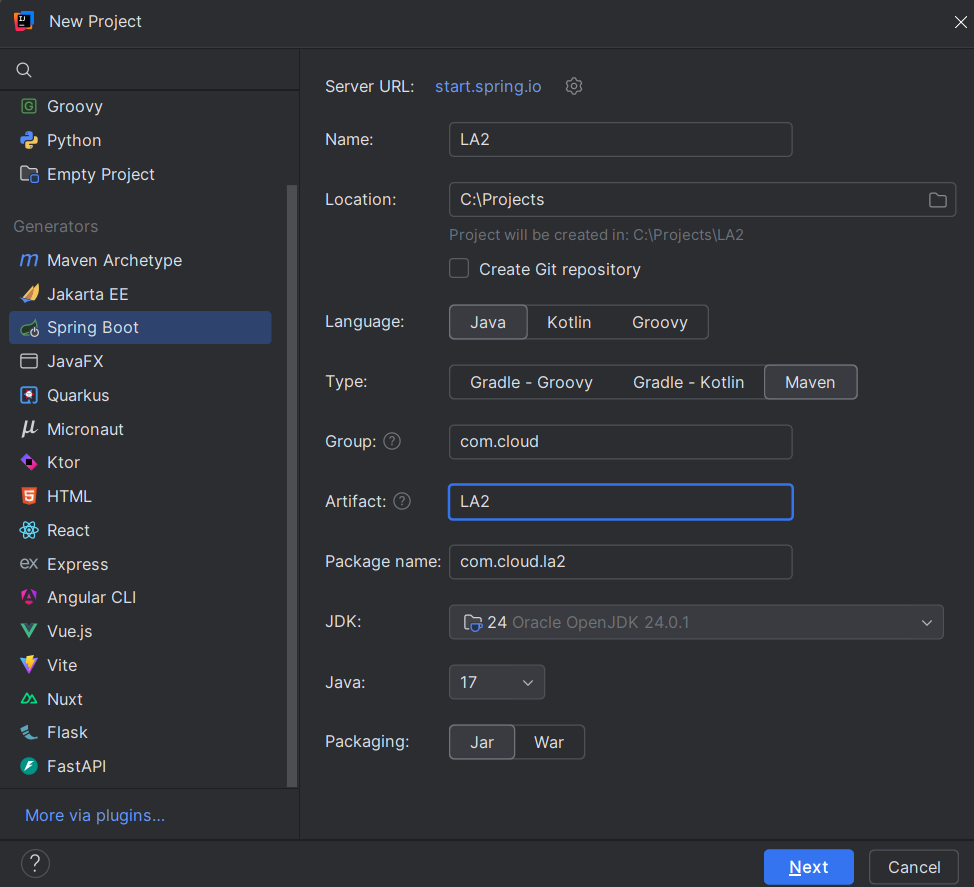 New Project
Groovy
Python
Empty Project
Generators
Maven Archetype
Jakarta EE
Spring Boot
JavaFX
Quarkus
Micronaut
Ktor
HTML
React
Express
Angular CLI
Vue.js
Vite
Nuxt
Flask
FastAPI
More via plugins...
Server URL: start.spring.io
Name: LA2
Location: C:\Projects
Project will be created in: C:\Projects\LA2
Create Git repository
Language: Java Kotlin Groovy
Type: Gradle - Groovy Gradle - Kotlin Maven
Group: ? com.cloud
Artifact: ? LA2
Package name: com.cloud.la2
JDK: 24 Oracle OpenJDK 24.0.1
Java: 17
Packaging: Jar War
? Next Cancel